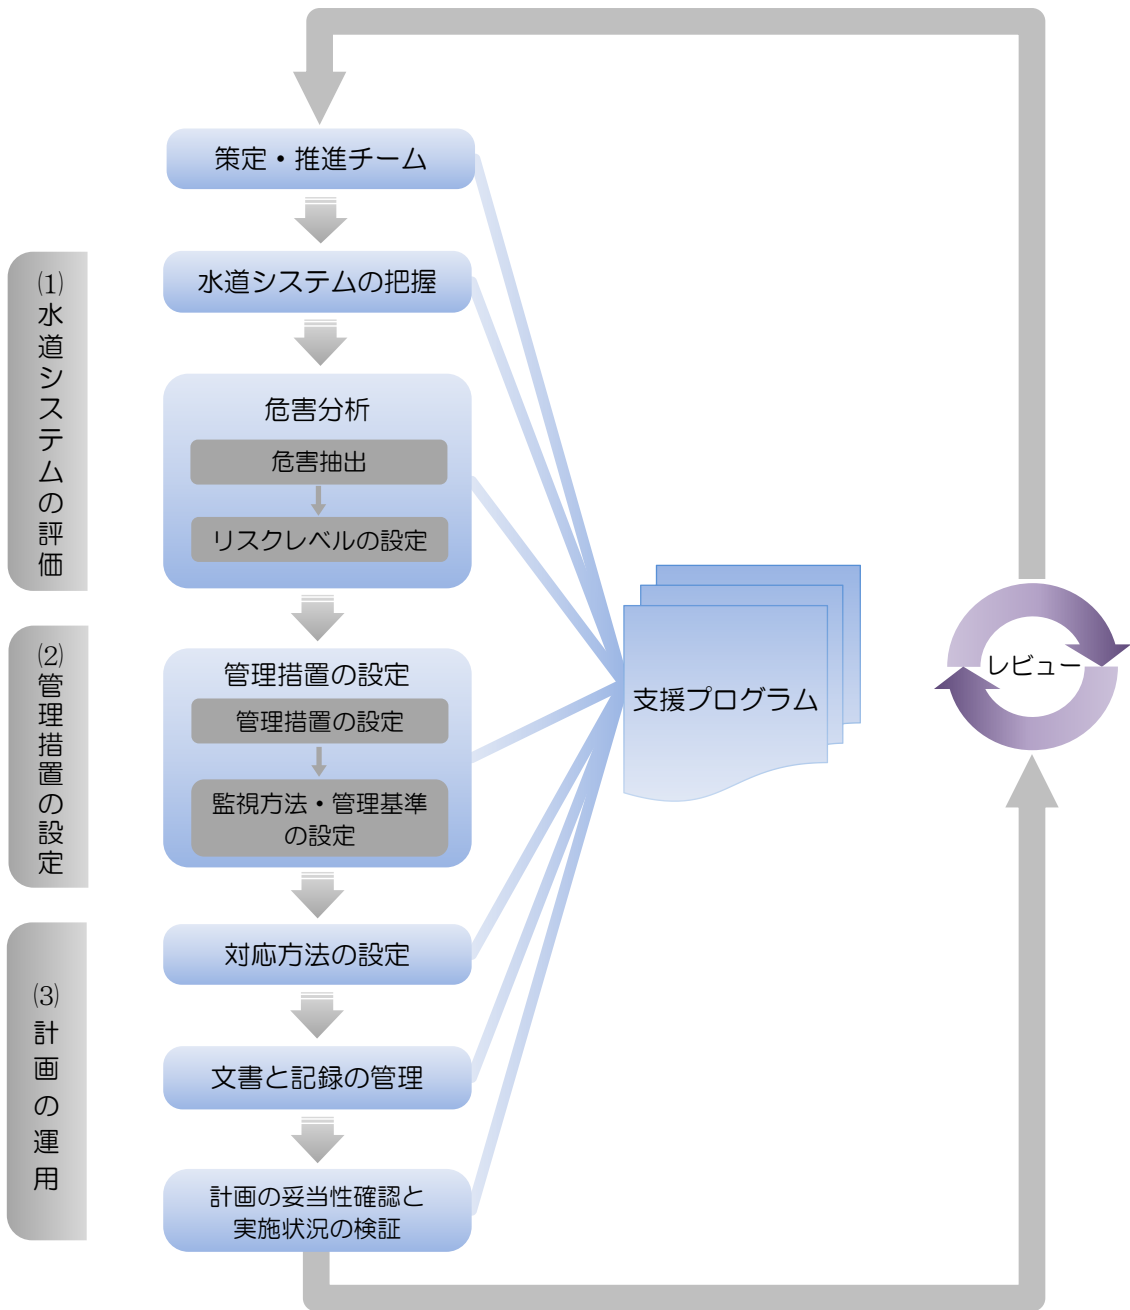 策定・推進チーム
(1)水道システムの評価
水道システムの把握
危害分析
危害抽出
リスクレベルの設定
(2)管理措置の設定
管理措置の設定
管理措置の設定
監視方法・管理基準
の設定
(3)計画の運用
対応方法の設定
文書と記録の管理
計画の妥当性確認と
実施状況の検証
支援プログラム
レビュー